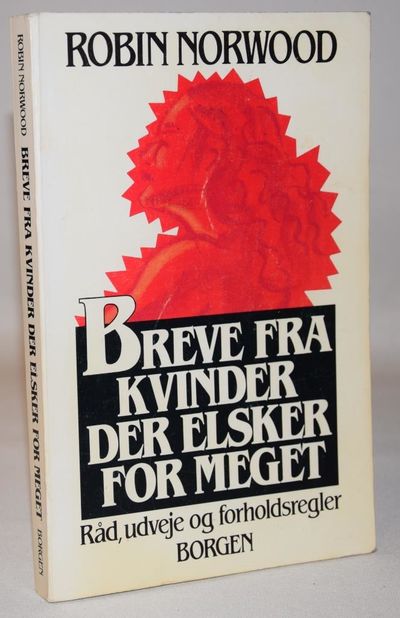 ROBIN NORWOOD
BREVE FRA
KVINDER
DER ELSKER
FOR MEGET
Råd, udveje og forholdsregler
BORGEN
ROBIN NORWOOD BREVE FRA KVINDER DER ELSKER FOR MEGET BORGEN